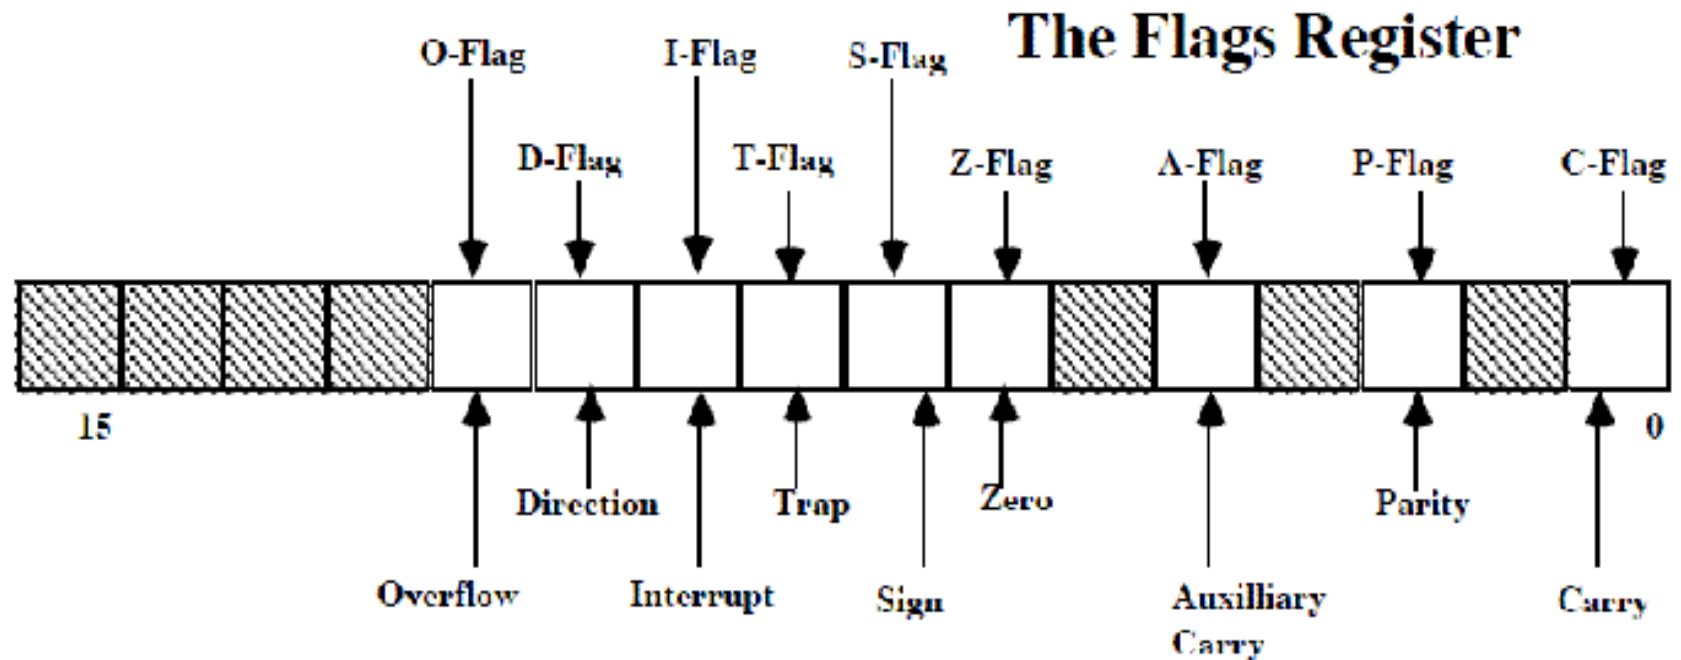 The Flags Register
O-Flag I-Flag S-Flag
D-Flag T-Flag Z-Flag A-Flag P-Flag C-Flag
15 0
Direction Trap Zero Parity
Overflow Interrupt Sign Auxilliary Carry
Carry